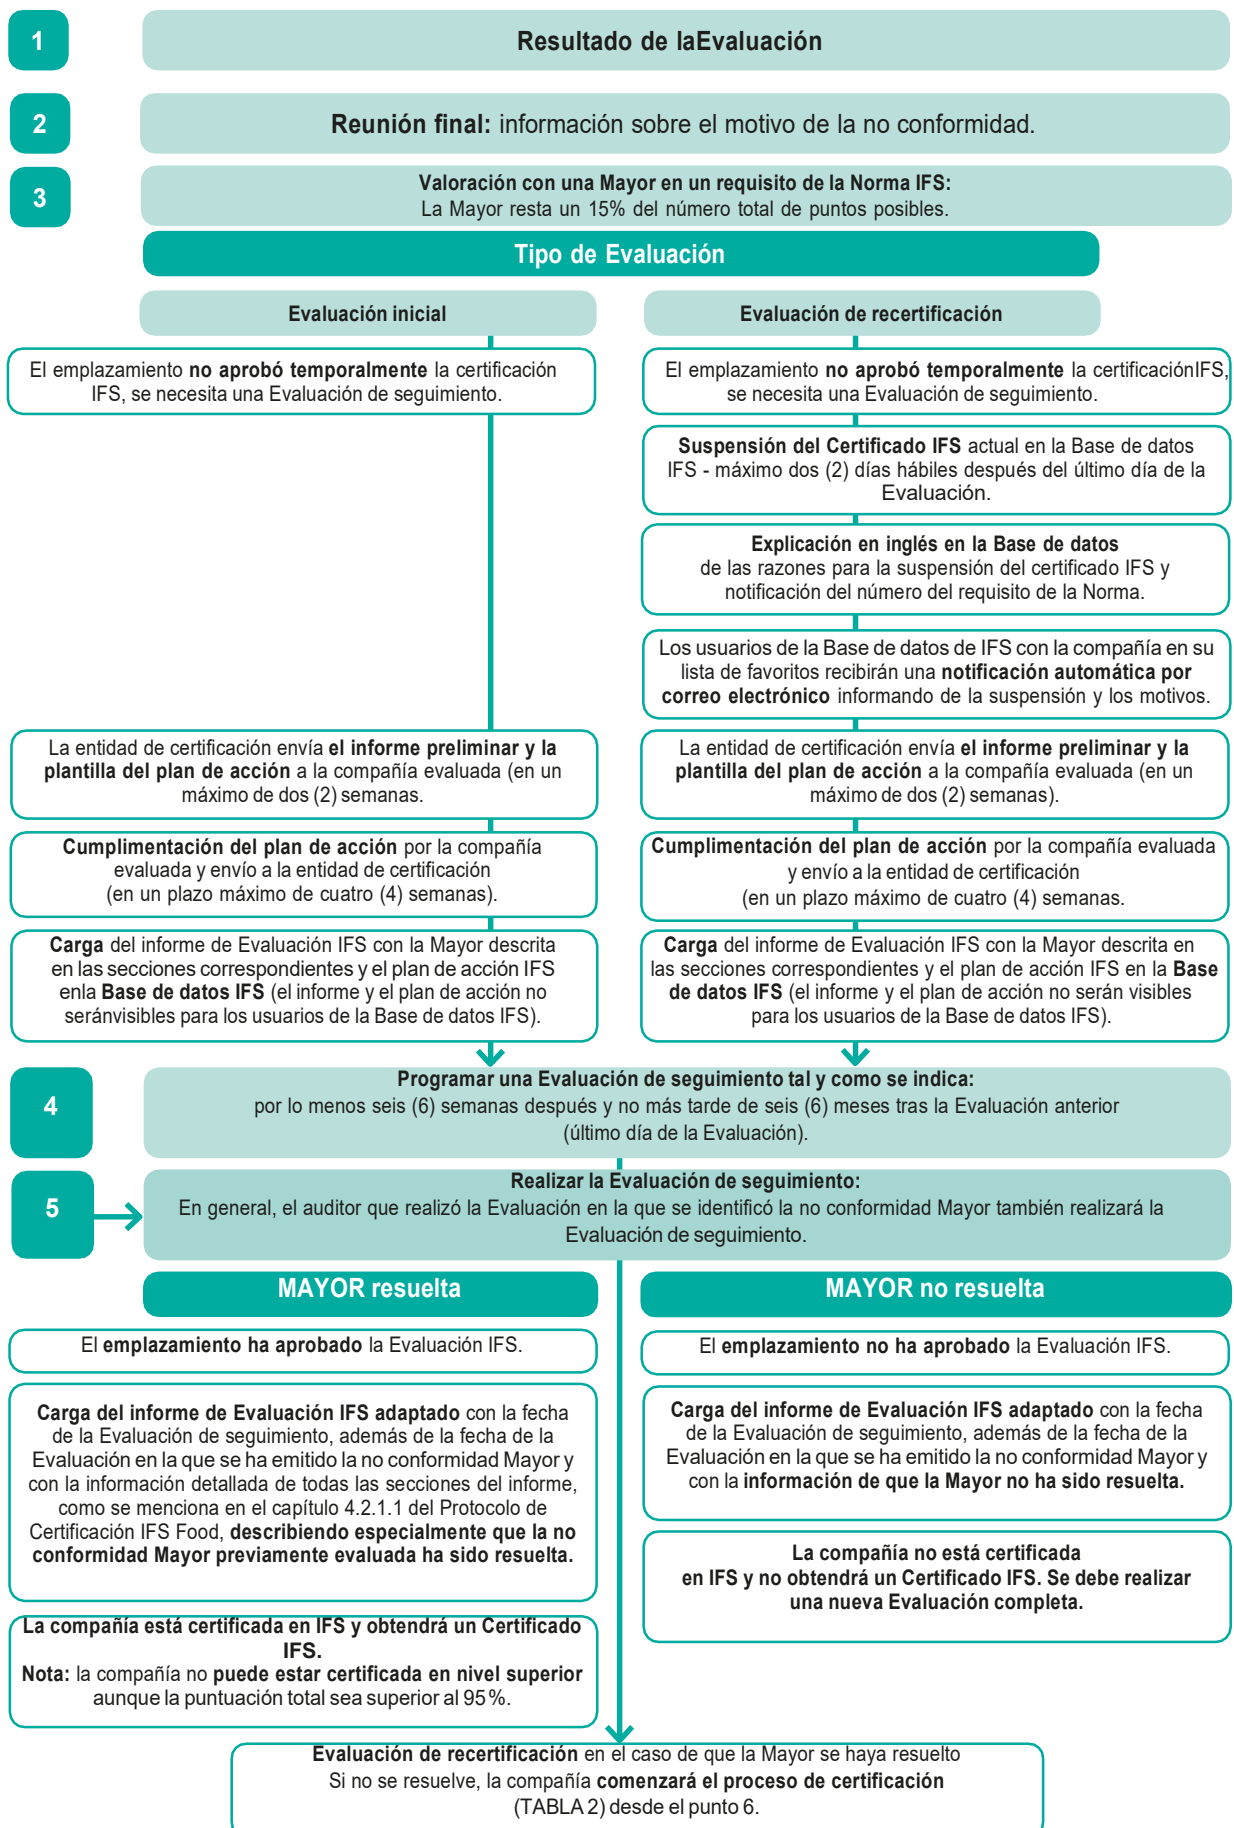 1
Resultado de laEvaluación
2
Reunión final: información sobre el motivo de la no conformidad.
3
Valoración con una Mayor en un requisito de la Norma IFS:
La Mayor resta un 15% del número total de puntos posibles.
Tipo de Evaluación
Evaluación inicial
El emplazamiento no aprobó temporalmente la certificación
IFS, se necesita una Evaluación de seguimiento.
La entidad de certificación envía el informe preliminar y la
plantilla del plan de acción a la compañía evaluada (en un
máximo de dos (2) semanas.
Cumplimentación del plan de acción por la compañía
evaluada y envío a la entidad de certificación
(en un plazo máximo de cuatro (4) semanas).
Carga del informe de Evaluación IFS con la Mayor descrita
en las secciones correspondientes y el plan de acción IFS
enla Base de datos IFS (el informe y el plan de acción no
seránvisibles para los usuarios de la Base de datos IFS).
Evaluación de recertificación
El emplazamiento no aprobó temporalmente la certificaciónIFS,
se necesita una Evaluación de seguimiento.
Suspensión del Certificado IFS actual en la Base de datos
IFS - máximo dos (2) días hábiles después del último día de la
Evaluación.
Explicación en inglés en la Base de datos
de las razones para la suspensión del certificado IFS y
notificación del número del requisito de la Norma.
Los usuarios de la Base de datos de IFS con la compañía en su
lista de favoritos recibirán una notificación automática por
correo electrónico informando de la suspensión y los motivos.
La entidad de certificación envía el informe preliminar y la
plantilla del plan de acción a la compañía evaluada (en un
máximo de dos (2) semanas).
Cumplimentación del plan de acción por la compañía evaluada
y envío a la entidad de certificación
(en un plazo máximo de cuatro (4) semanas.
Carga del informe de Evaluación IFS con la Mayor descrita en
las secciones correspondientes y el plan de acción IFS en la Base
de datos IFS (el informe y el plan de acción no serán visibles
para los usuarios de la Base de datos IFS).
4
Programar una Evaluación de seguimiento tal y como se indica:
por lo menos seis (6) semanas después y no más tarde de seis (6) meses tras la Evaluación anterior
(último día de la Evaluación).
5
Realizar la Evaluación de seguimiento:
En general, el auditor que realizó la Evaluación en la que se identificó la no conformidad Mayor también realizará la
Evaluación de seguimiento.
MAYOR resuelta
El emplazamiento ha aprobado la Evaluación IFS.
Carga del informe de Evaluación IFS adaptado con la fecha
de la Evaluación de seguimiento, además de la fecha de la
Evaluación en la que se ha emitido la no conformidad Mayor y
con la información detallada de todas las secciones del informe,
como se menciona en el capítulo 4.2.1.1 del Protocolo de
Certificación IFS Food, describiendo especialmente que la no
conformidad Mayor previamente evaluada ha sido resuelta.
La compañía está certificada en IFS y obtendrá un Certificado
IFS.
Nota: la compañía no puede estar certificada en nivel superior
aunque la puntuación total sea superior al 95%.
MAYOR no resuelta
El emplazamiento no ha aprobado la Evaluación IFS.
Carga del informe de Evaluación IFS adaptado con la fecha
de la Evaluación de seguimiento, además de la fecha de la
Evaluación en la que se ha emitido la no conformidad Mayor y
con la información de que la Mayor no ha sido resuelta.
La compañía no está certificada
en IFS y no obtendrá un Certificado IFS. Se debe realizar
una nueva Evaluación completa.
Evaluación de recertificación en el caso de que la Mayor se haya resuelto
Si no se resuelve, la compañía comenzará el proceso de certificación
(TABLA 2) desde el punto 6.